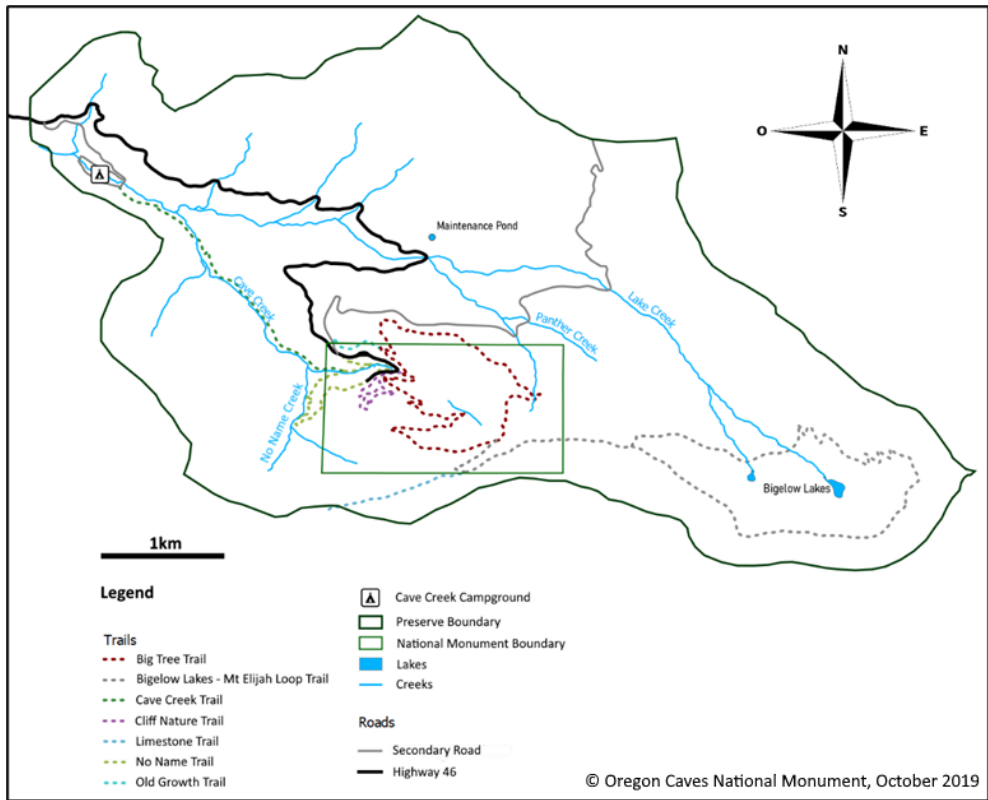 N
O
E
S
Maintenance Pond
Cave Creek
Lake Creek
Panther Creek
No Name Creek
Bigelow Lakes
1km
Legend
Trails
Big Tree Trail
Bigelow Lakes - Mt Elijah Loop Trail
Cave Creek Trail
Cliff Nature Trail
Limestone Trail
No Name Trail
Old Growth Trail
Cave Creek Campground
Preserve Boundary
National Monument Boundary
Lakes
Creeks
Roads
Secondary Road
Highway 46
© Oregon Caves National Monument, October 2019